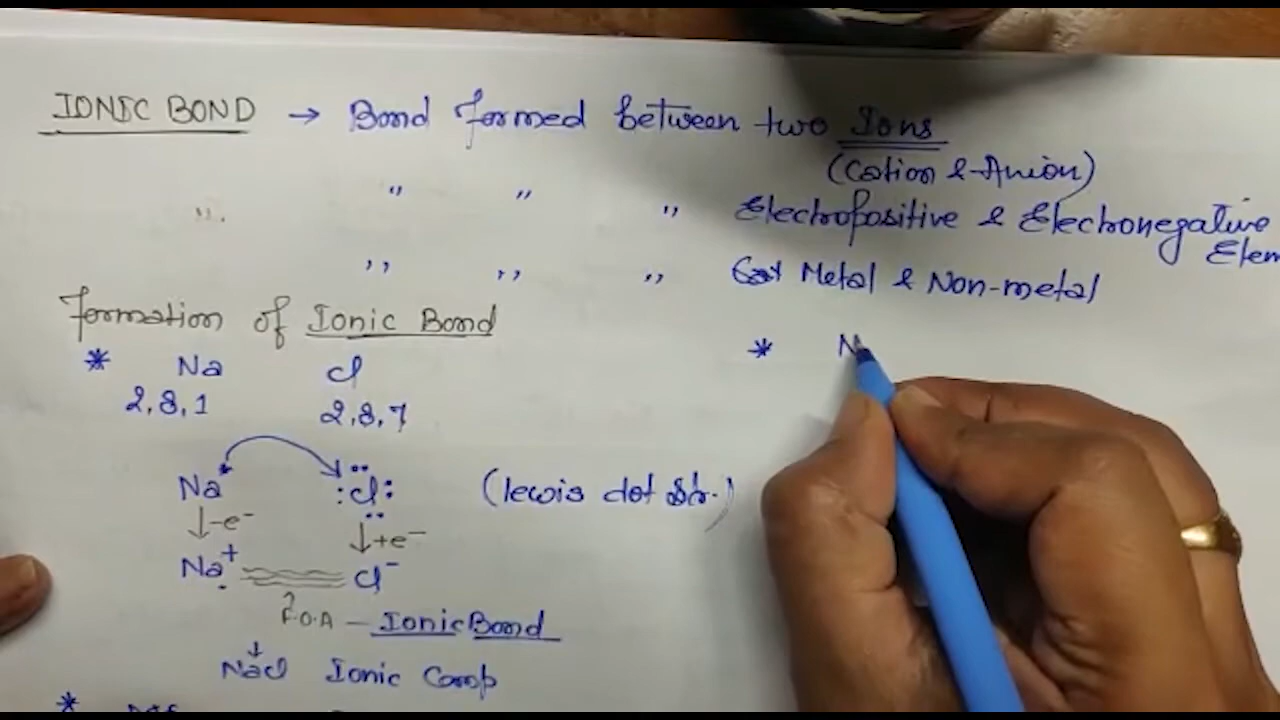 IONIC BOND → Bond formed between two Ions
(Cation & Anion)
" " " " Electropositive & Electronegative
Elem
,, ,, ,, Metal & Non-metal
Formation of Ionic Bond
* Na Cl
2,8,1 2,8,7
* N
Na :Cl: (lewis dot Str.)
↓-e⁻ ↓+e⁻
Na⁺ Cl⁻
F.O.A – Ionic Bond
↓
NaCl Ionic Comp
*